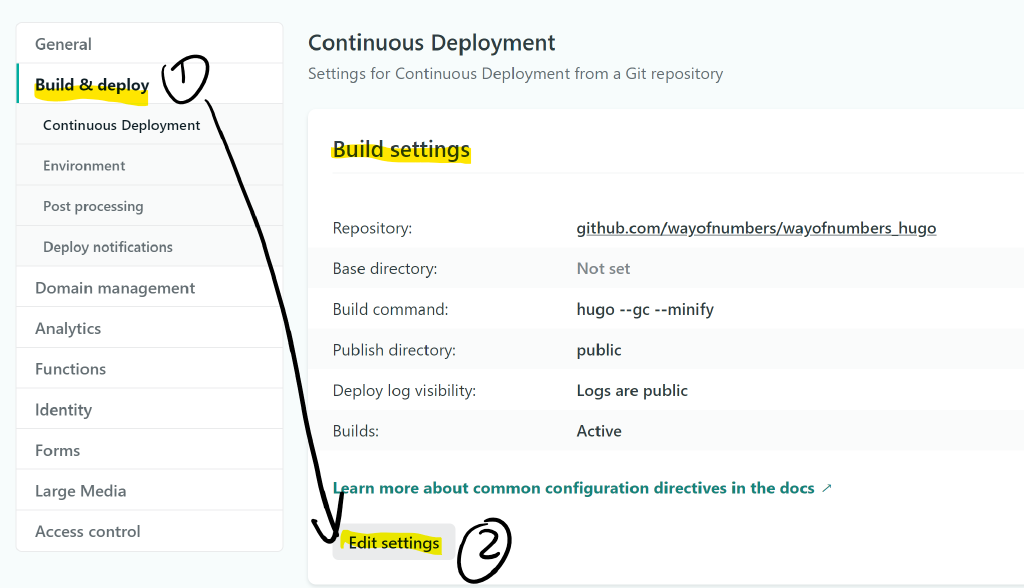 General
Build & deploy
1
Continuous Deployment
Environment
Post processing
Deploy notifications
Domain management
Analytics
Functions
Identity
Forms
Large Media
Access control
Continuous Deployment
Settings for Continuous Deployment from a Git repository
Build settings
Repository: github.com/wayofnumbers/wayofnumbers_hugo
Base directory: Not set
Build command: hugo --gc --minify
Publish directory: public
Deploy log visibility: Logs are public
Builds: Active
Learn more about common configuration directives in the docs ↗
Edit settings
2